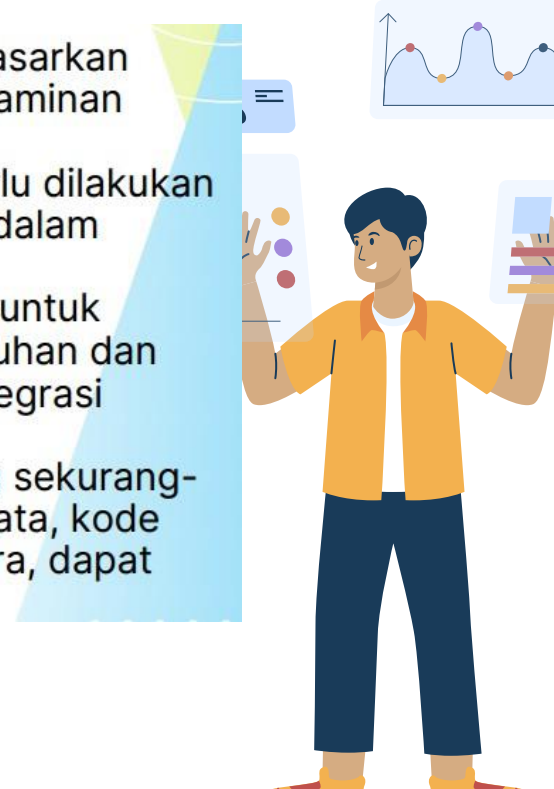 asarkan
aminan
lu dilakukan
dalam
untuk
uhan dan
egrasi
sekurang-
ata, kode
ra, dapat